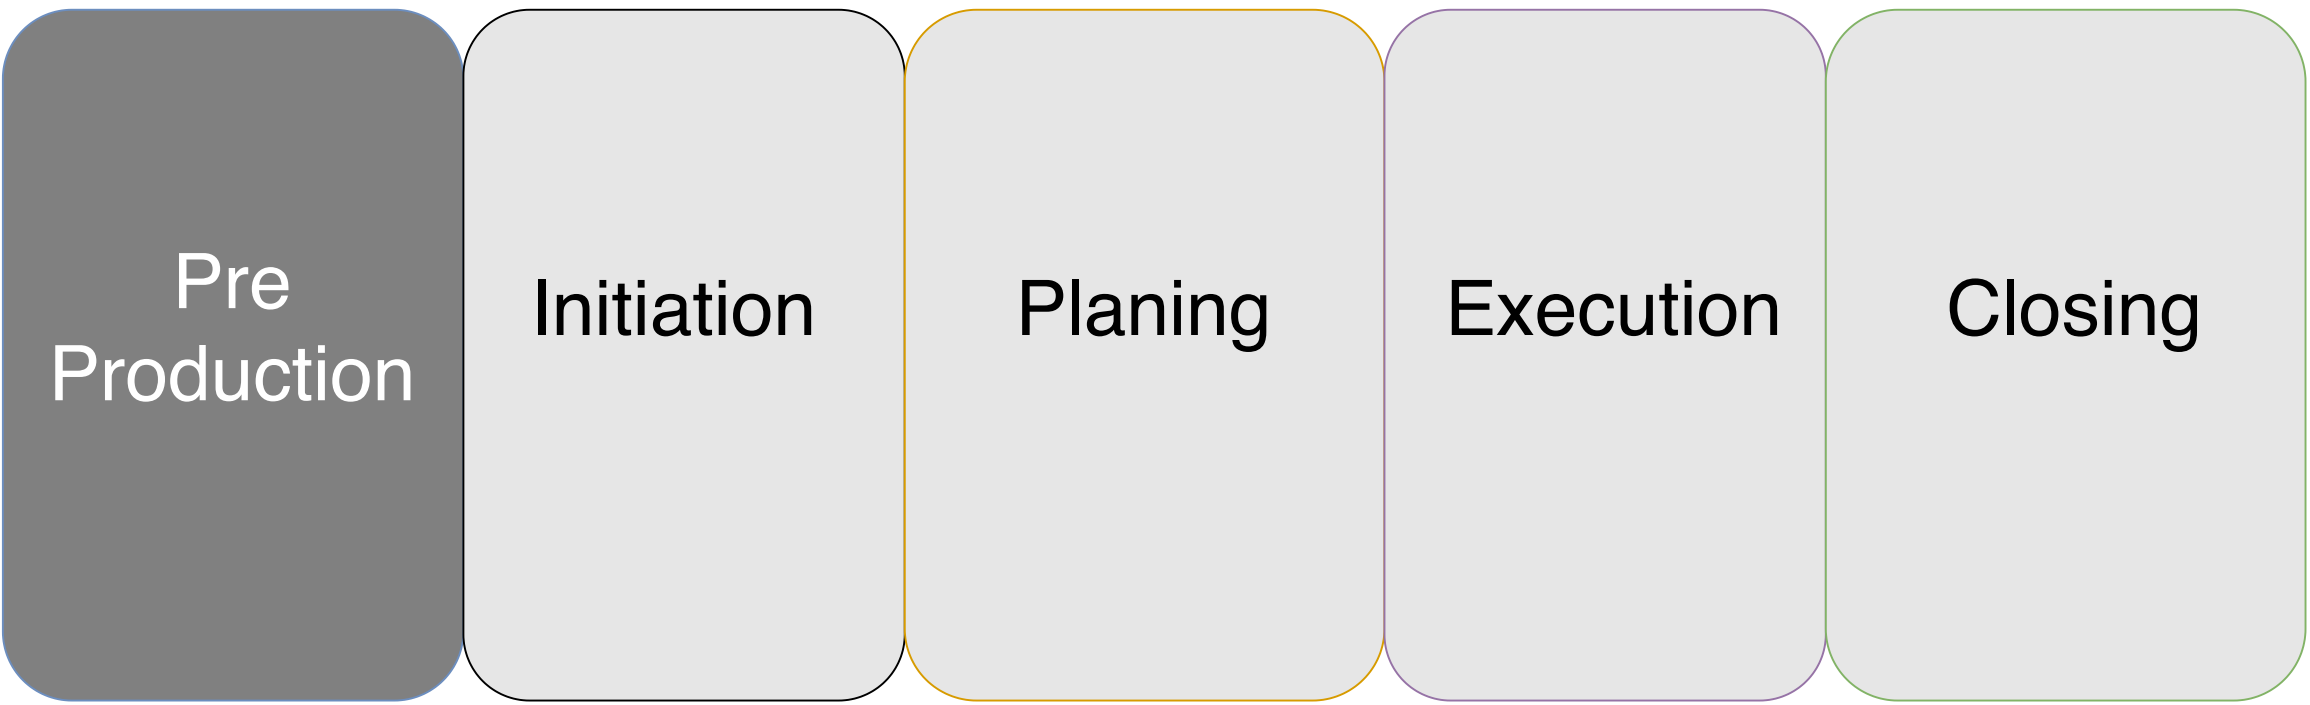 Pre
Production
Initiation
Planing
Execution
Closing